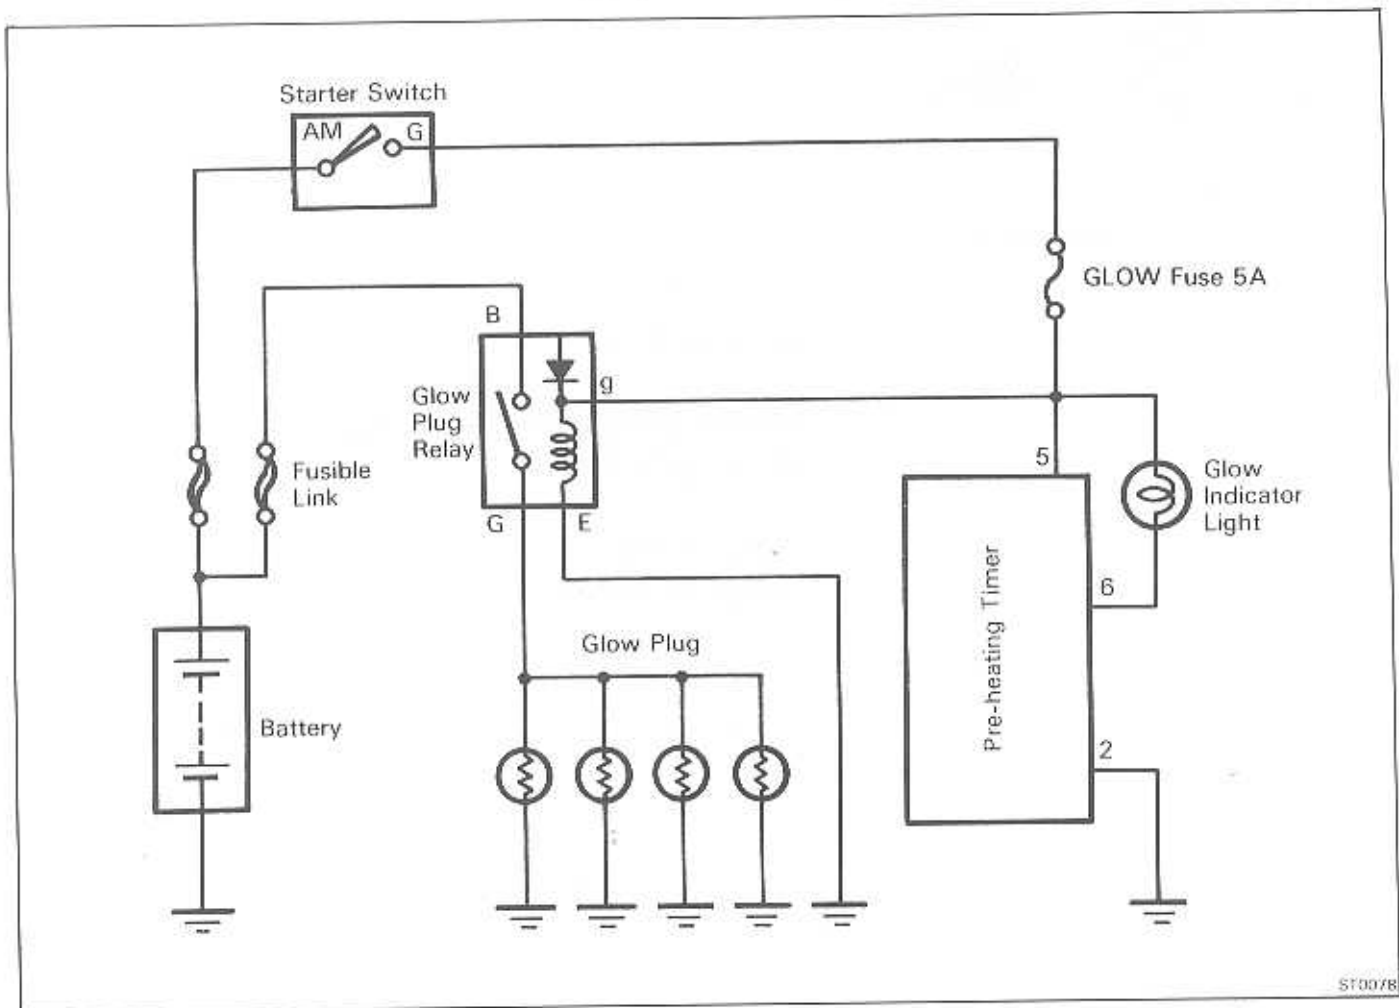 Starter Switch
AM
G
GLOW Fuse 5A
B
g
Glow
Plug
Relay
Fusible
Link
5
Glow
Indicator
Light
G
E
6
Pre-heating Timer
Glow Plug
Battery
2